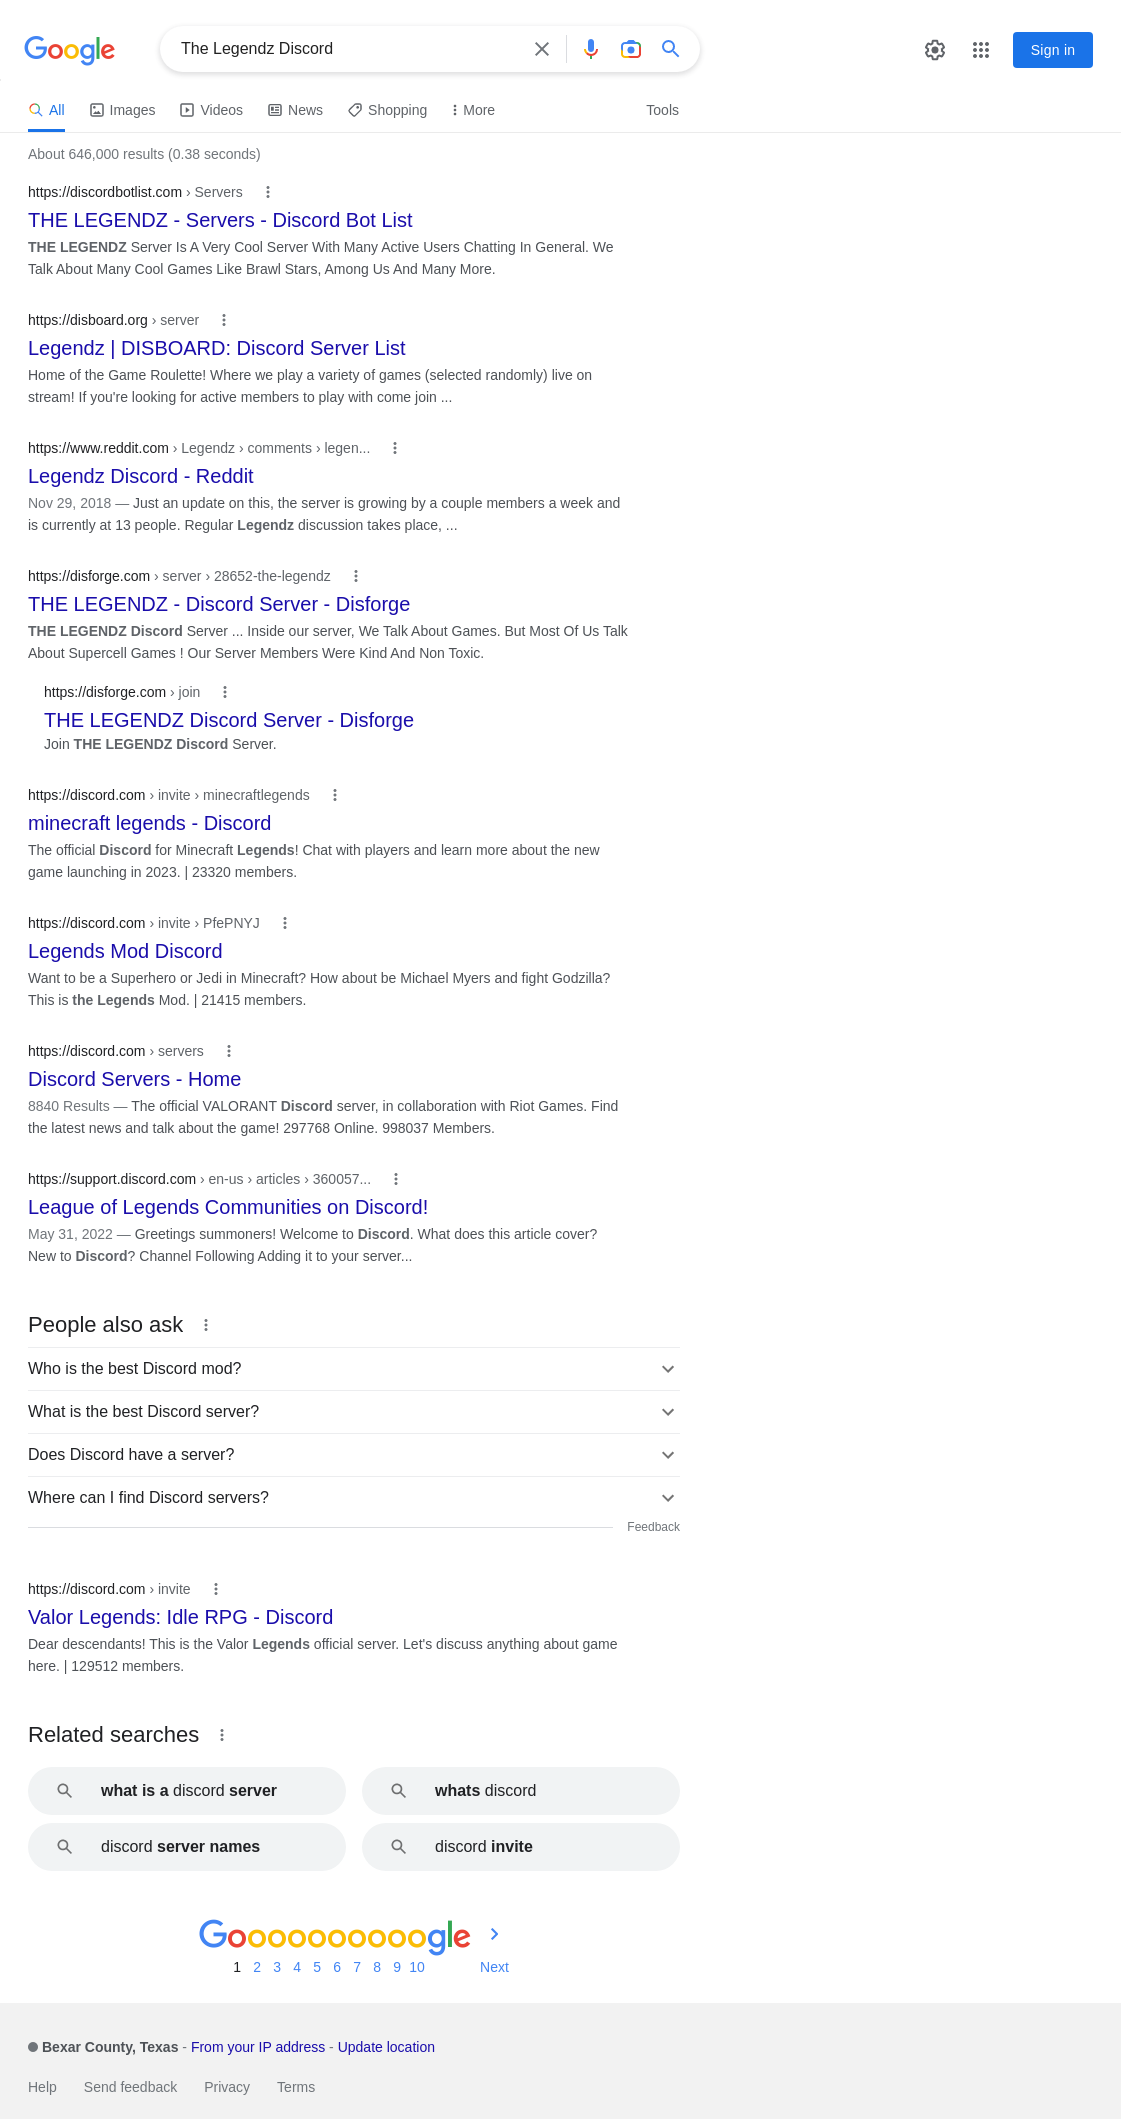 Google
The Legendz Discord
Sign in
All Images Videos News Shopping More Tools
About 646,000 results (0.38 seconds)
https://discordbotlist.com › Servers
THE LEGENDZ - Servers - Discord Bot List
THE LEGENDZ Server Is A Very Cool Server With Many Active Users Chatting In General. We
Talk About Many Cool Games Like Brawl Stars, Among Us And Many More.
https://disboard.org › server
Legendz | DISBOARD: Discord Server List
Home of the Game Roulette! Where we play a variety of games (selected randomly) live on
stream! If you're looking for active members to play with come join ...
https://www.reddit.com › Legendz › comments › legen...
Legendz Discord - Reddit
Nov 29, 2018 — Just an update on this, the server is growing by a couple members a week and
is currently at 13 people. Regular Legendz discussion takes place, ...
https://disforge.com › server › 28652-the-legendz
THE LEGENDZ - Discord Server - Disforge
THE LEGENDZ Discord Server ... Inside our server, We Talk About Games. But Most Of Us Talk
About Supercell Games ! Our Server Members Were Kind And Non Toxic.
https://disforge.com › join
THE LEGENDZ Discord Server - Disforge
Join THE LEGENDZ Discord Server.
https://discord.com › invite › minecraftlegends
minecraft legends - Discord
The official Discord for Minecraft Legends! Chat with players and learn more about the new
game launching in 2023. | 23320 members.
https://discord.com › invite › PfePNYJ
Legends Mod Discord
Want to be a Superhero or Jedi in Minecraft? How about be Michael Myers and fight Godzilla?
This is the Legends Mod. | 21415 members.
https://discord.com › servers
Discord Servers - Home
8840 Results — The official VALORANT Discord server, in collaboration with Riot Games. Find
the latest news and talk about the game! 297768 Online. 998037 Members.
https://support.discord.com › en-us › articles › 360057...
League of Legends Communities on Discord!
May 31, 2022 — Greetings summoners! Welcome to Discord. What does this article cover?
New to Discord? Channel Following Adding it to your server...
People also ask
Who is the best Discord mod?
What is the best Discord server?
Does Discord have a server?
Where can I find Discord servers?
Feedback
https://discord.com › invite
Valor Legends: Idle RPG - Discord
Dear descendants! This is the Valor Legends official server. Let's discuss anything about game
here. | 129512 members.
Related searches
what is a discord server
whats discord
discord server names
discord invite
Goooooooooogle
1 2 3 4 5 6 7 8 9 10 Next
Bexar County, Texas - From your IP address - Update location
Help Send feedback Privacy Terms